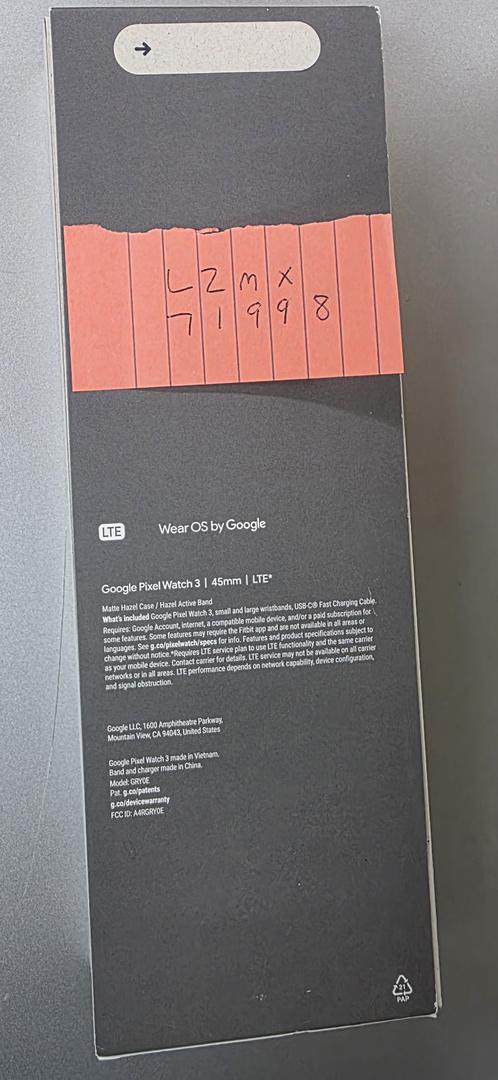 →
L Z M X
7 1 9 9 8
LTE
Wear OS by Google
Google Pixel Watch 3 | 45mm | LTE*
Matte Hazel Case / Hazel Active Band
What's included Google Pixel Watch 3, small and large wristbands, USB-C® Fast Charging Cable.
Requires: Google Account, internet, a compatible mobile device, and/or a paid subscription for
some features. Some features may require the Fitbit app and are not available in all areas or
languages. See g.co/pixelwatch/specs for info. Features and product specifications subject to
change without notice.*Requires LTE service plan to use LTE functionality and the same carrier
as your mobile device. Contact carrier for details. LTE service may not be available on all carrier
networks or in all areas. LTE performance depends on network capability, device configuration,
and signal obstruction.
Google LLC, 1600 Amphitheatre Parkway,
Mountain View, CA 94043, United States
Google Pixel Watch 3 made in Vietnam.
Band and charger made in China.
Model: GRY0E
Pat. g.co/patents
g.co/devicewarranty
FCC ID: A4RGRY0E
21
PAP